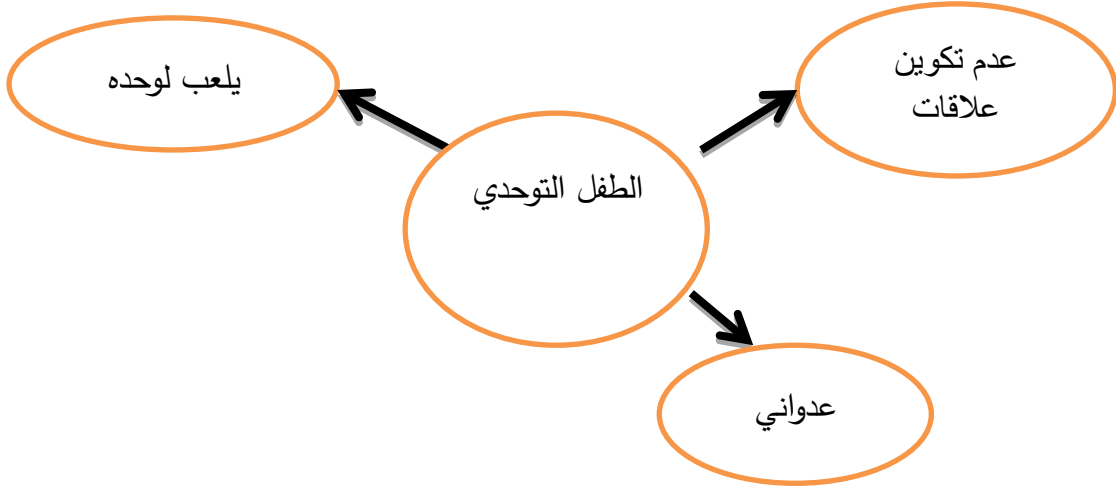 عدم تكوين
علاقات
يلعب لوحده
الطفل التوحدي
عدواني